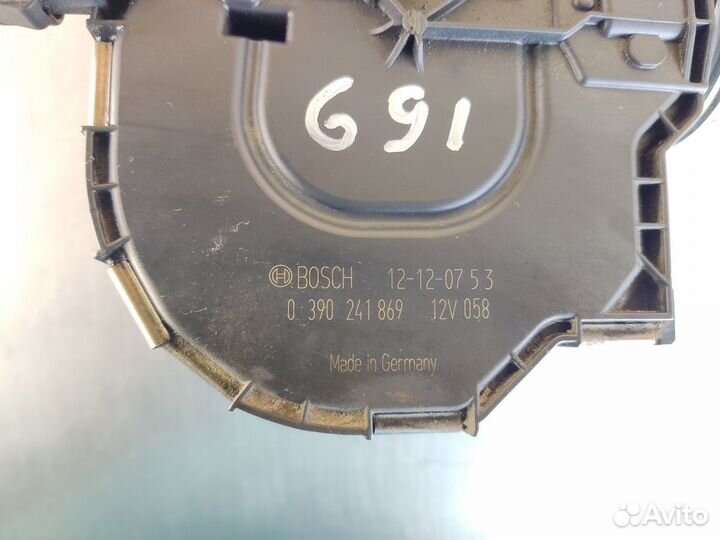 G91
BOSCH 12-12-07 5 3
0 390 241 869 12V 058
Made in Germany
Avito